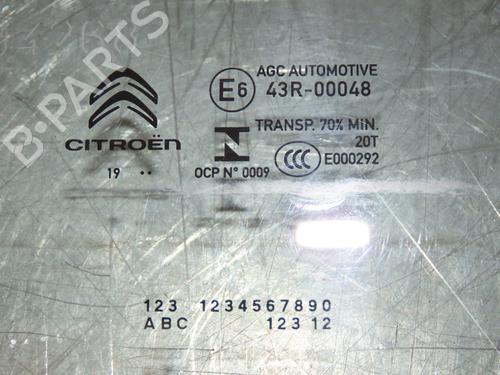 B-PARTS
AGC AUTOMOTIVE
E6 43R-00048
CITROËN
TRANSP. 70% MIN.
20T
CCC E000292
19 ..
OCP N° 0009
123 1234567890
ABC 123 12